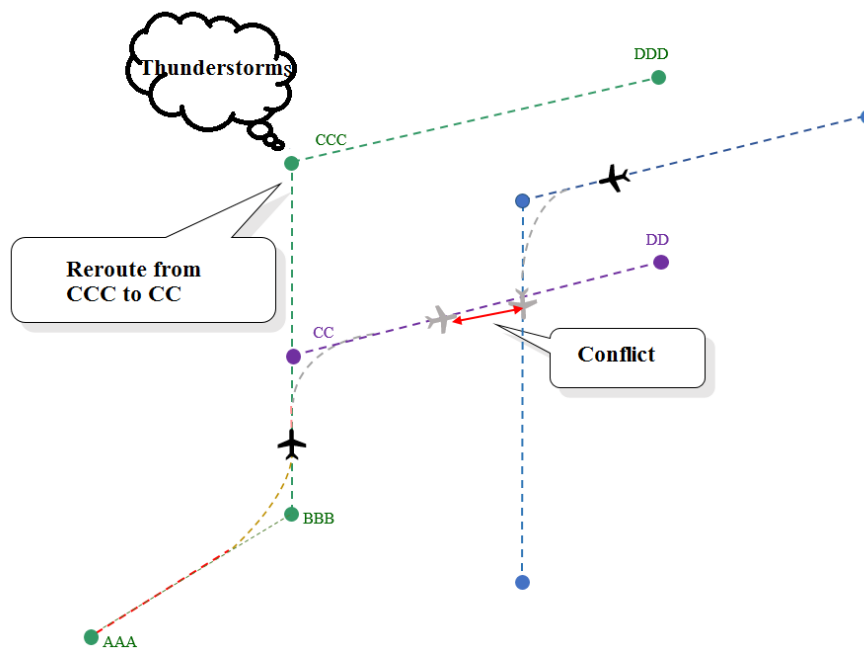 Thunderstorms
DDD
CCC
DD
Reroute from
CCC to CC
CC
Conflict
BBB
AAA